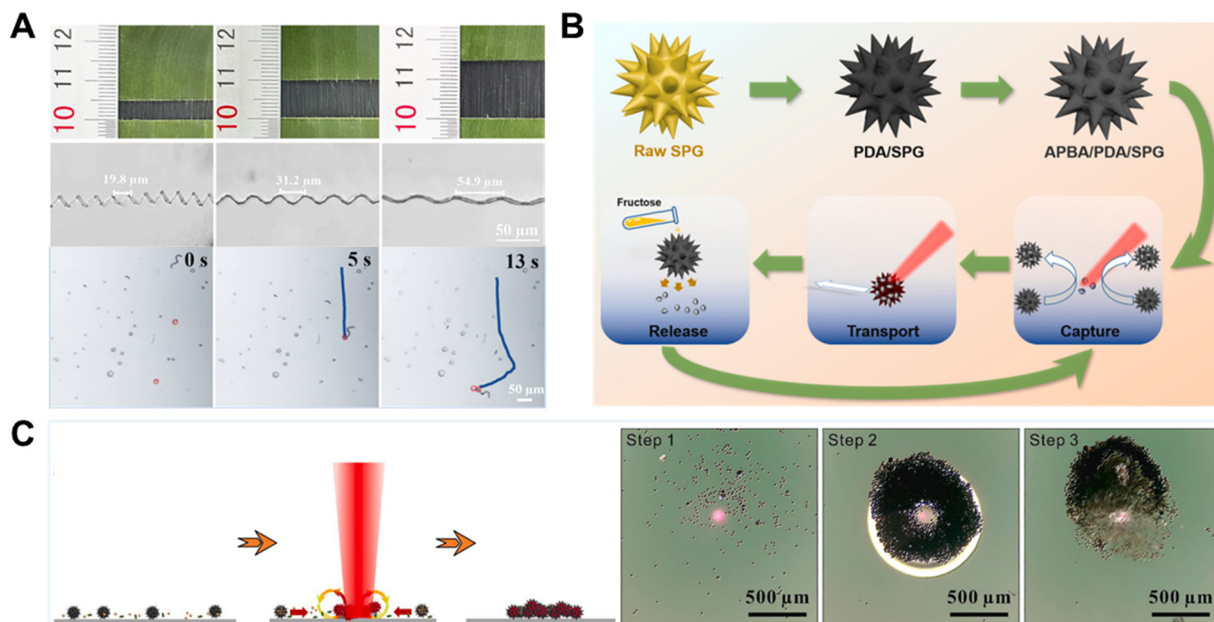 A
12
11
10
12
11
10
12
11
10
19.8 µm
31.2 µm
54.9 µm
50 µm
0 s
5 s
13 s
50 µm
B
Raw SPG
PDA/SPG
APBA/PDA/SPG
Fructose
Release
Transport
Capture
C
Step 1
Step 2
Step 3
500 µm
500 µm
500 µm